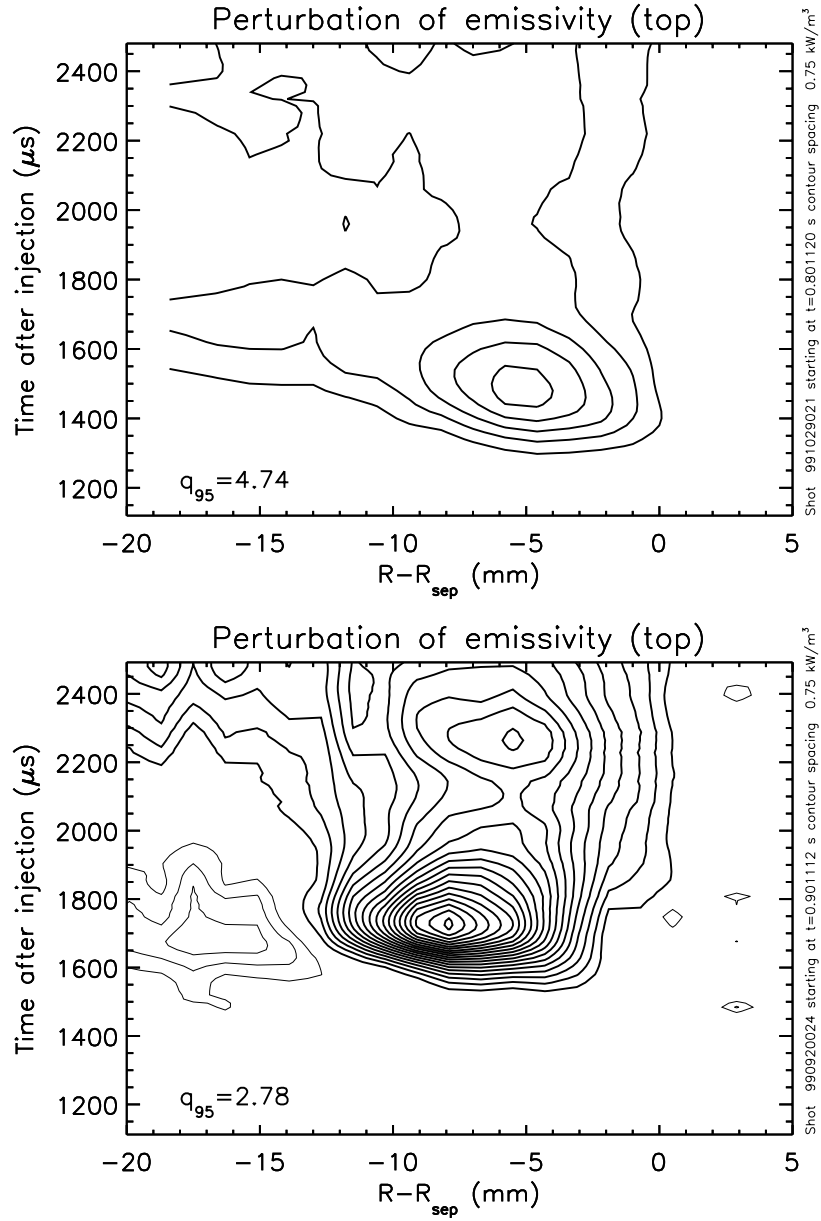 Perturbation of emissivity (top)
2400
2200
2000
1800
1600
1400
1200
Time after injection (μs)
q95=4.74
−20 −15 −10 −5 0 5
R−Rsep (mm)
Shot 991029021 starting at t=0.801120 s contour spacing 0.75 kW/m³
Perturbation of emissivity (top)
2400
2200
2000
1800
1600
1400
1200
Time after injection (μs)
q95=2.78
−20 −15 −10 −5 0 5
R−Rsep (mm)
Shot 990920024 starting at t=0.901112 s contour spacing 0.75 kW/m³